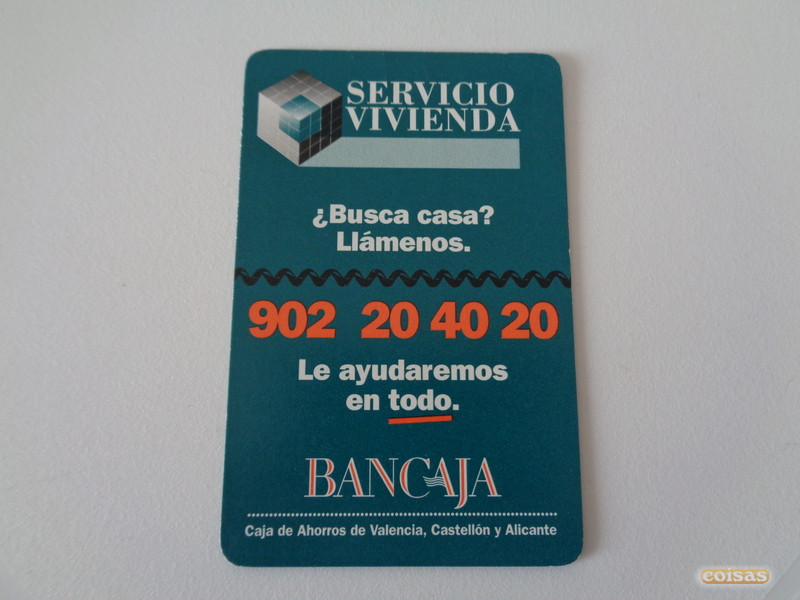 SERVICIO
VIVIENDA
¿Busca casa?
Llámenos.
902 20 40 20
Le ayudaremos
en todo.
BANCAJA
Caja de Ahorros de Valencia, Castellón y Alicante
coisas